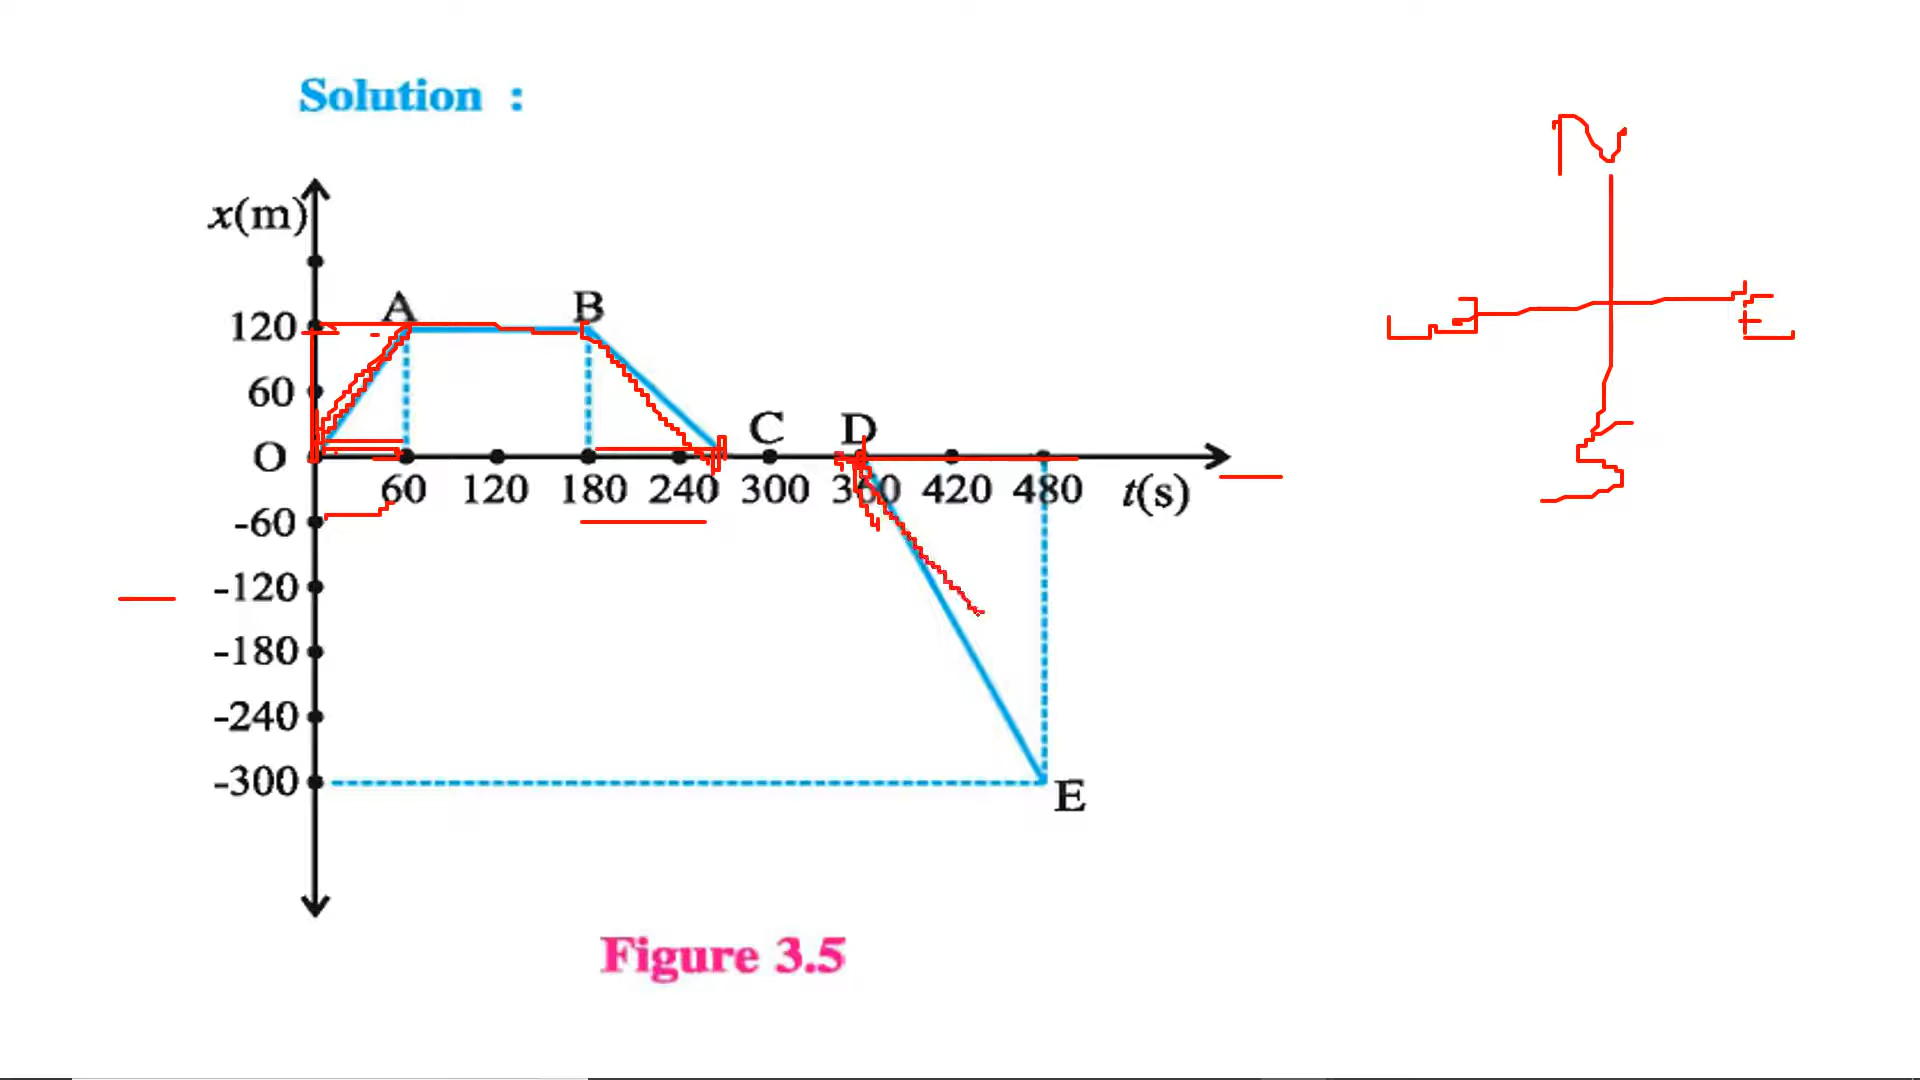 Solution :
N
x(m)
A B
120
E
60
C D
O
60 120 180 240 300 360 420 480 t(s)
S
-60
-120
-180
-240
-300
E
Figure 3.5